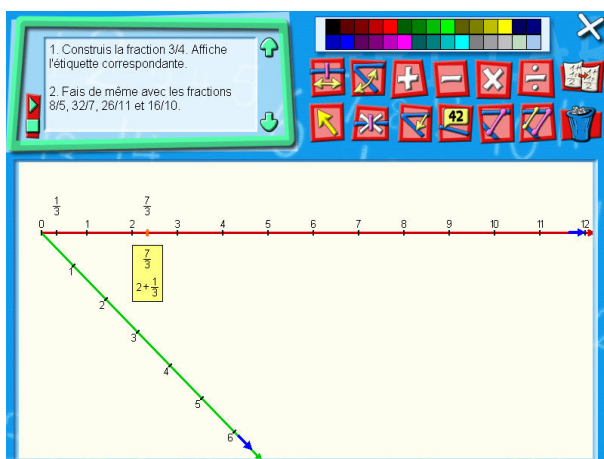 1. Construis la fraction 3/4. Affiche
l'étiquette correspondante.
2. Fais de même avec les fractions
8/5, 32/7, 26/11 et 16/10.
42
1/3 7/3
0 1 2 3 4 5 6 7 8 9 10 11 12
7/3
2+1/3
1
2
3
4
5
6